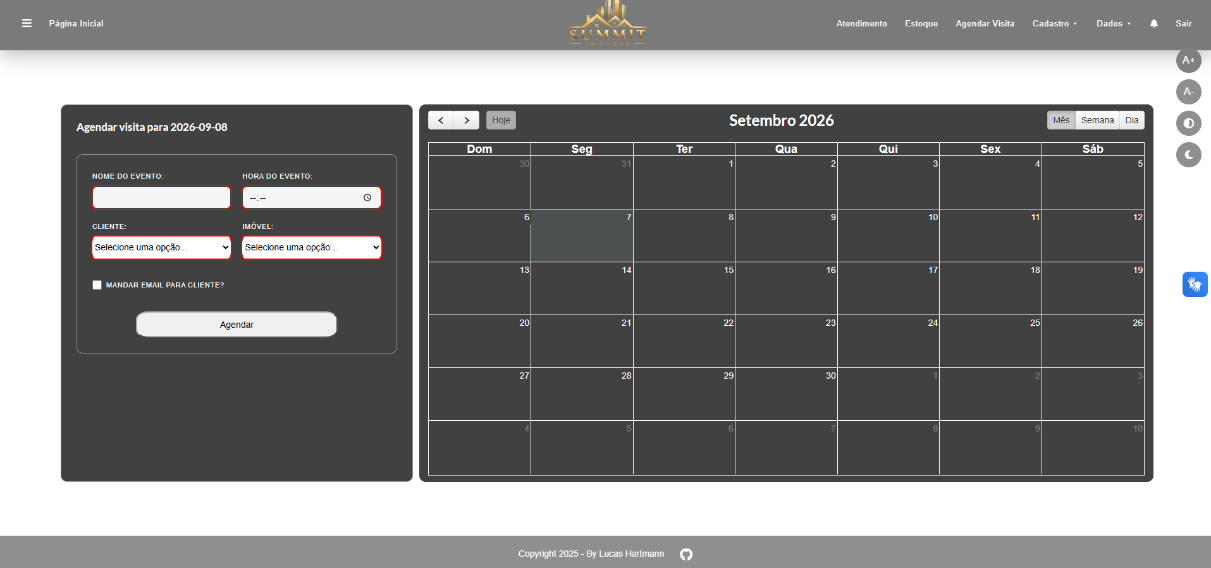 Página Inicial
SUMMIT
Atendimento
Estoque
Agendar Visita
Cadastro
Dados
Sair
A+
A-
Agendar visita para 2026-09-08
NOME DO EVENTO:
HORA DO EVENTO:
--:--
CLIENTE:
IMÓVEL:
Selecione uma opção...
Selecione uma opção...
MANDAR EMAIL PARA CLIENTE?
Agendar
Hoje
Setembro 2026
Mês
Semana
Dia
Dom Seg Ter Qua Qui Sex Sáb
30 31 1 2 3 4 5
6 7 8 9 10 11 12
13 14 15 16 17 18 19
20 21 22 23 24 25 26
27 28 29 30 1 2 3
4 5 6 7 8 9 10
Copyright 2025 - By Lucas Hartmann